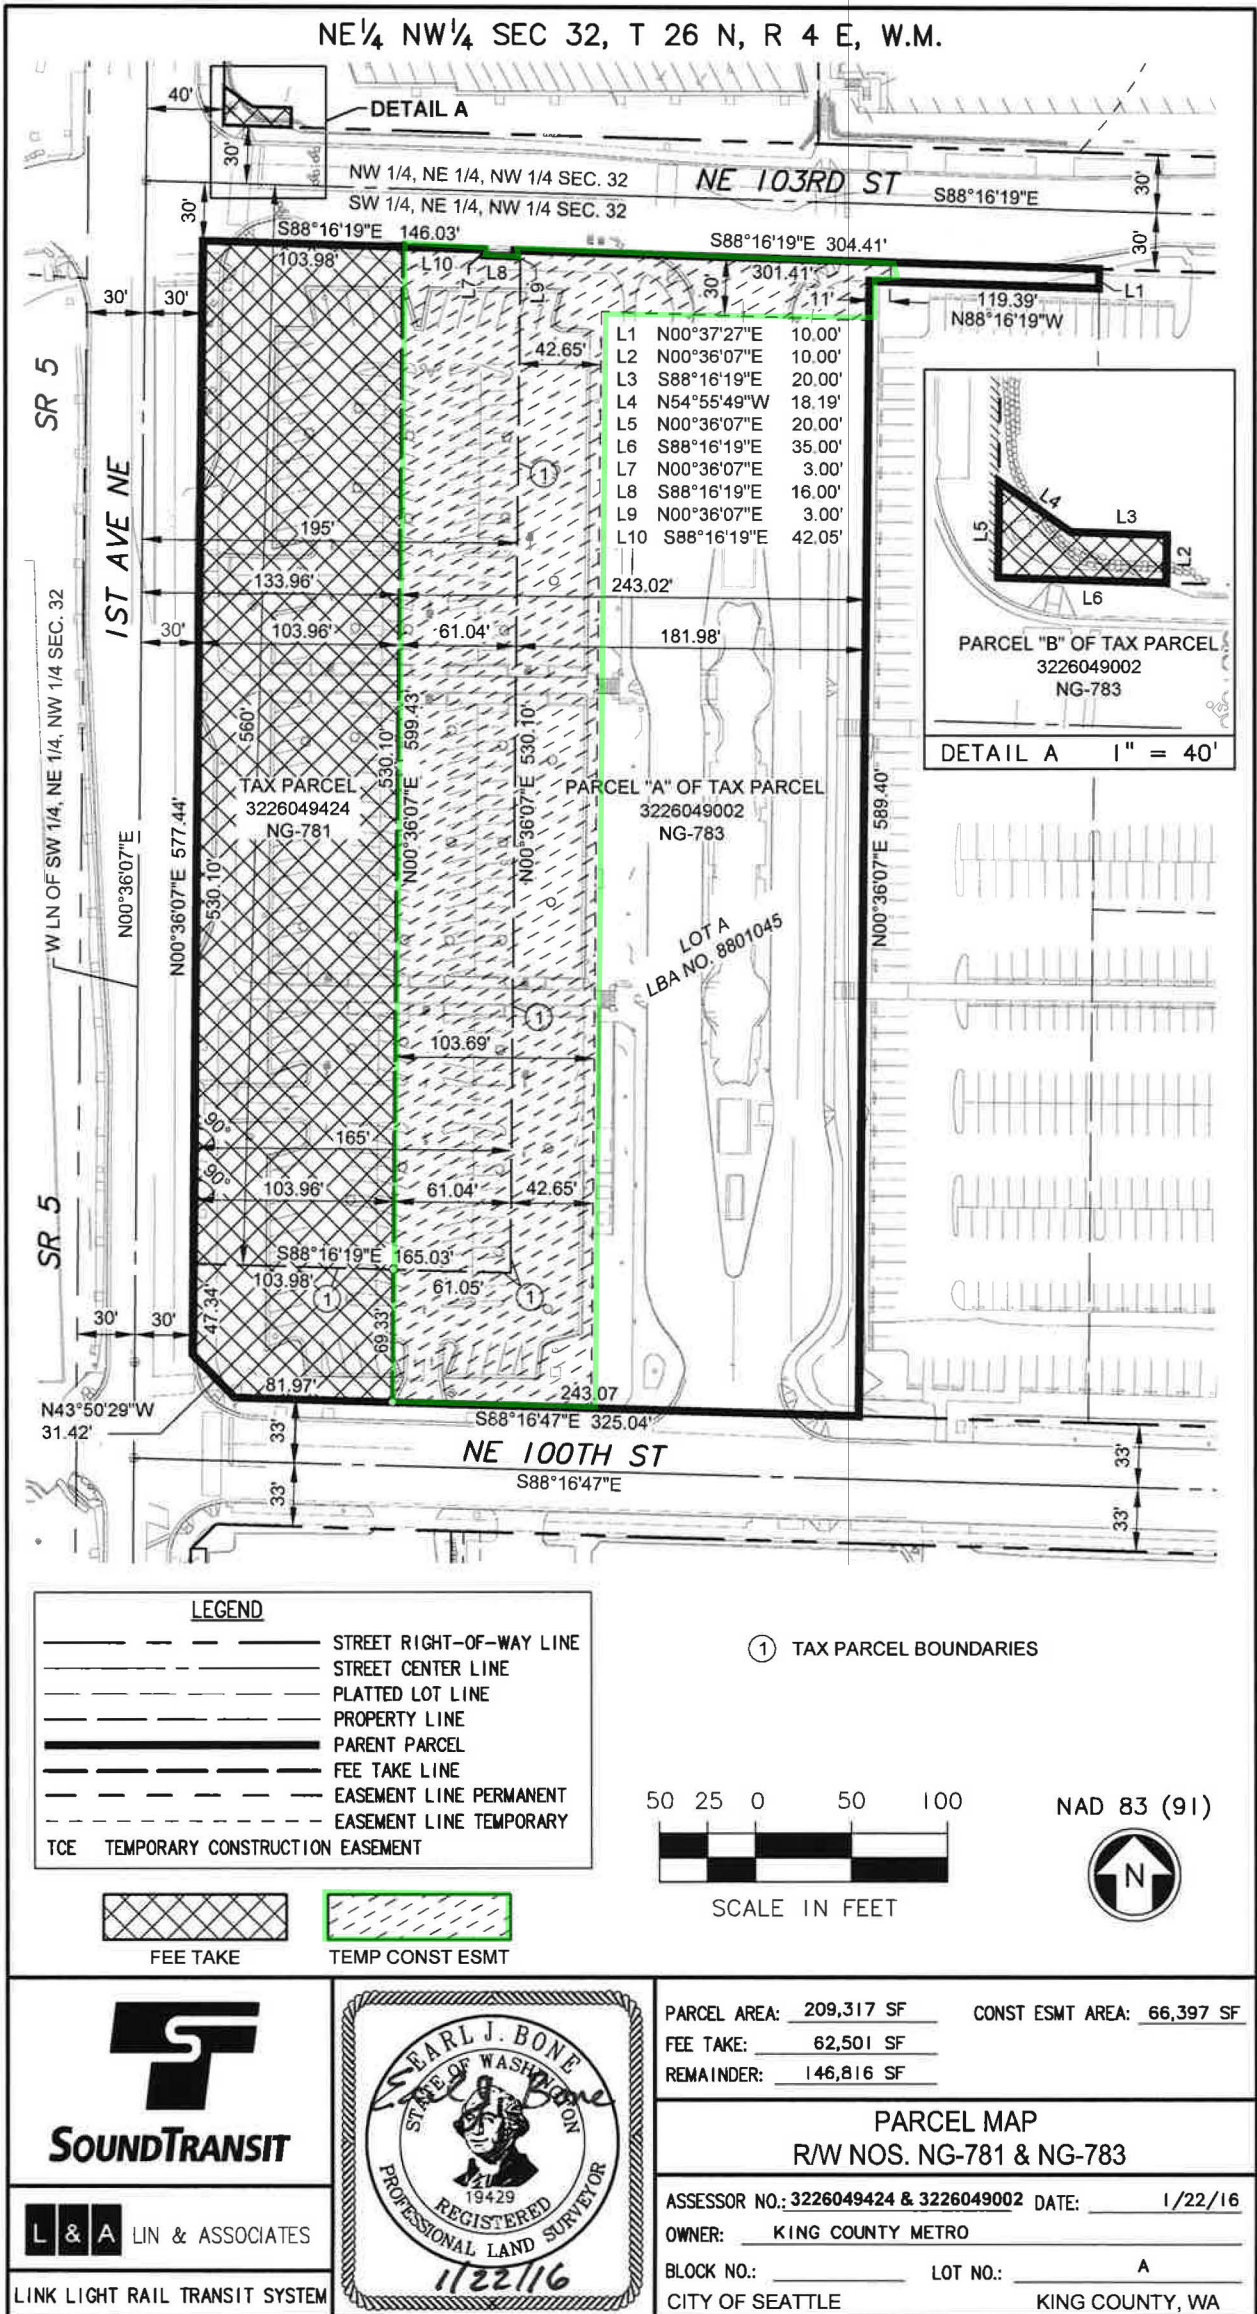 NE¼ NW¼ SEC 32, T 26 N, R 4 E, W.M.
40'
DETAIL A
30'
NW 1/4, NE 1/4, NW 1/4 SEC. 32
NE 103RD ST
S88°16'19"E
30'
SW 1/4, NE 1/4, NW 1/4 SEC. 32
30'
30'
S88°16'19"E 146.03'
S88°16'19"E 304.41'
103.98'
L10
L7
L8
L9
30'
301.41'
11'
119.39'
N88°16'19"W
L1
30'
30'
SR 5
42.65'
L1 N00°37'27"E 10.00'
L2 N00°36'07"E 10.00'
L3 S88°16'19"E 20.00'
L4 N54°55'49"W 18.19'
L5 N00°36'07"E 20.00'
L6 S88°16'19"E 35.00'
L7 N00°36'07"E 3.00'
L8 S88°16'19"E 16.00'
L9 N00°36'07"E 3.00'
L10 S88°16'19"E 42.05'
1
1ST AVE NE
195'
133.96'
243.02'
30'
103.96'
61.04'
181.98'
L4
L3
L5
L2
L6
PARCEL "B" OF TAX PARCEL
3226049002
NG-783
DETAIL A 1" = 40'
W LN OF SW 1/4, NE 1/4, NW 1/4 SEC. 32
N00°36'07"E
N00°36'07"E 577.44'
530.10'
560'
530.10'
N00°36'07"E 599.43'
N00°36'07"E 530.10'
N00°36'07"E 589.40'
TAX PARCEL
3226049424
NG-781
PARCEL "A" OF TAX PARCEL
3226049002
NG-783
LOT A
LBA NO. 8801045
1
103.69'
90°
165'
90°
103.96'
61.04'
42.65'
SR 5
S88°16'19"E 165.03'
103.98'
1
61.05'
1
47.34'
69.33'
30'
30'
81.97'
243.07
N43°50'29"W
31.42'
S88°16'47"E 325.04'
33'
NE 100TH ST
S88°16'47"E
33'
33'
33'
LEGEND
STREET RIGHT-OF-WAY LINE
STREET CENTER LINE
PLATTED LOT LINE
PROPERTY LINE
PARENT PARCEL
FEE TAKE LINE
EASEMENT LINE PERMANENT
EASEMENT LINE TEMPORARY
TCE TEMPORARY CONSTRUCTION EASEMENT
1 TAX PARCEL BOUNDARIES
50 25 0 50 100
SCALE IN FEET
NAD 83 (91)
N
FEE TAKE
TEMP CONST ESMT
SOUNDTRANSIT
L & A LIN & ASSOCIATES
LINK LIGHT RAIL TRANSIT SYSTEM
EARL J. BONE
STATE OF WASHINGTON
Earl J. Bone
19429
REGISTERED
PROFESSIONAL LAND SURVEYOR
1/22/16
PARCEL AREA: 209,317 SF CONST ESMT AREA: 66,397 SF
FEE TAKE: 62,501 SF
REMAINDER: 146,816 SF
PARCEL MAP
R/W NOS. NG-781 & NG-783
ASSESSOR NO.: 3226049424 & 3226049002 DATE: 1/22/16
OWNER: KING COUNTY METRO
BLOCK NO.: LOT NO.: A
CITY OF SEATTLE KING COUNTY, WA